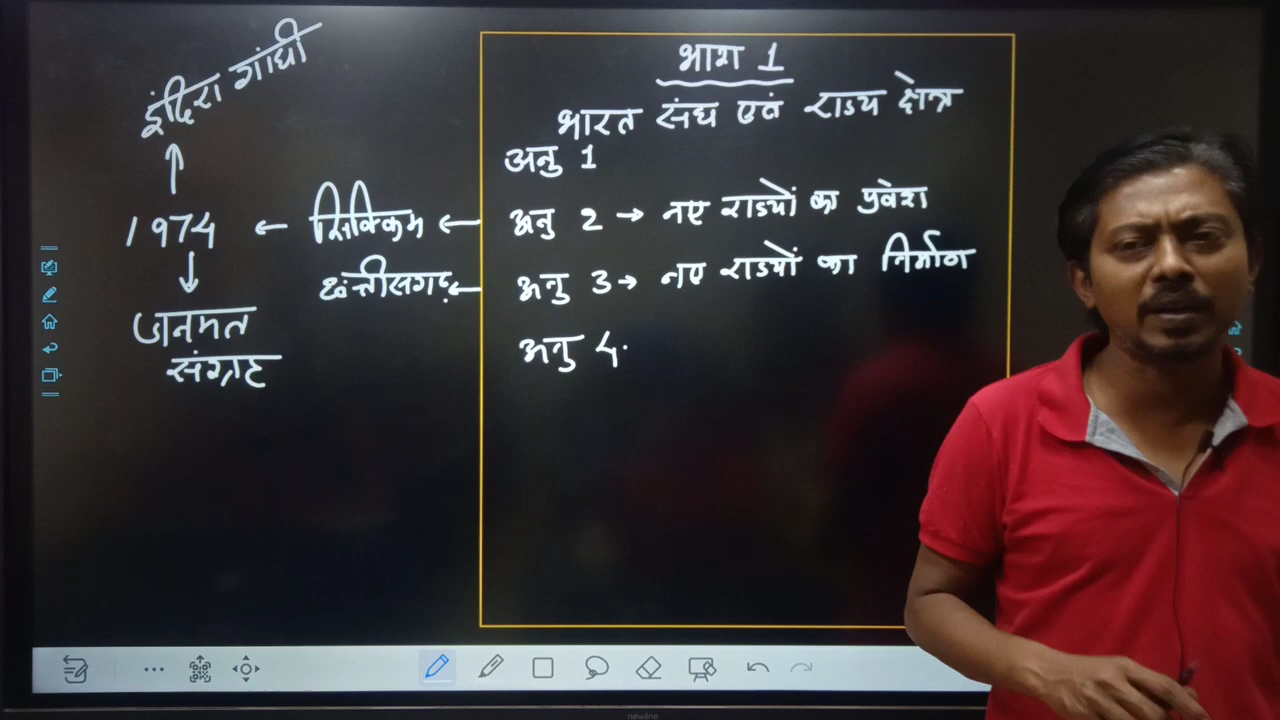 इंदिरा गांधी
1974
जनमत
संग्रह
सिक्किम
छत्तीसगढ़
भाग 1
भारत संघ एवं राज्य क्षेत्र
अनु 1
अनु 2 → नए राज्यों का प्रवेश
अनु 3 → नए राज्यों का निर्माण
अनु 4.
newline